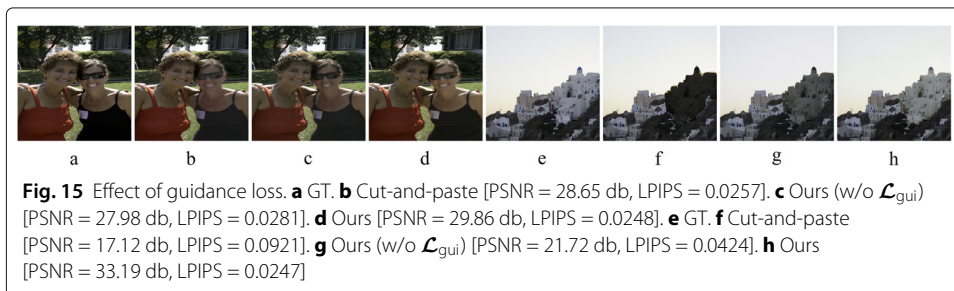 a b c d e f g h
Fig. 15 Effect of guidance loss. a GT. b Cut-and-paste [PSNR = 28.65 db, LPIPS = 0.0257]. c Ours (w/o 𝓛gui)
[PSNR = 27.98 db, LPIPS = 0.0281]. d Ours [PSNR = 29.86 db, LPIPS = 0.0248]. e GT. f Cut-and-paste
[PSNR = 17.12 db, LPIPS = 0.0921]. g Ours (w/o 𝓛gui) [PSNR = 21.72 db, LPIPS = 0.0424]. h Ours
[PSNR = 33.19 db, LPIPS = 0.0247]